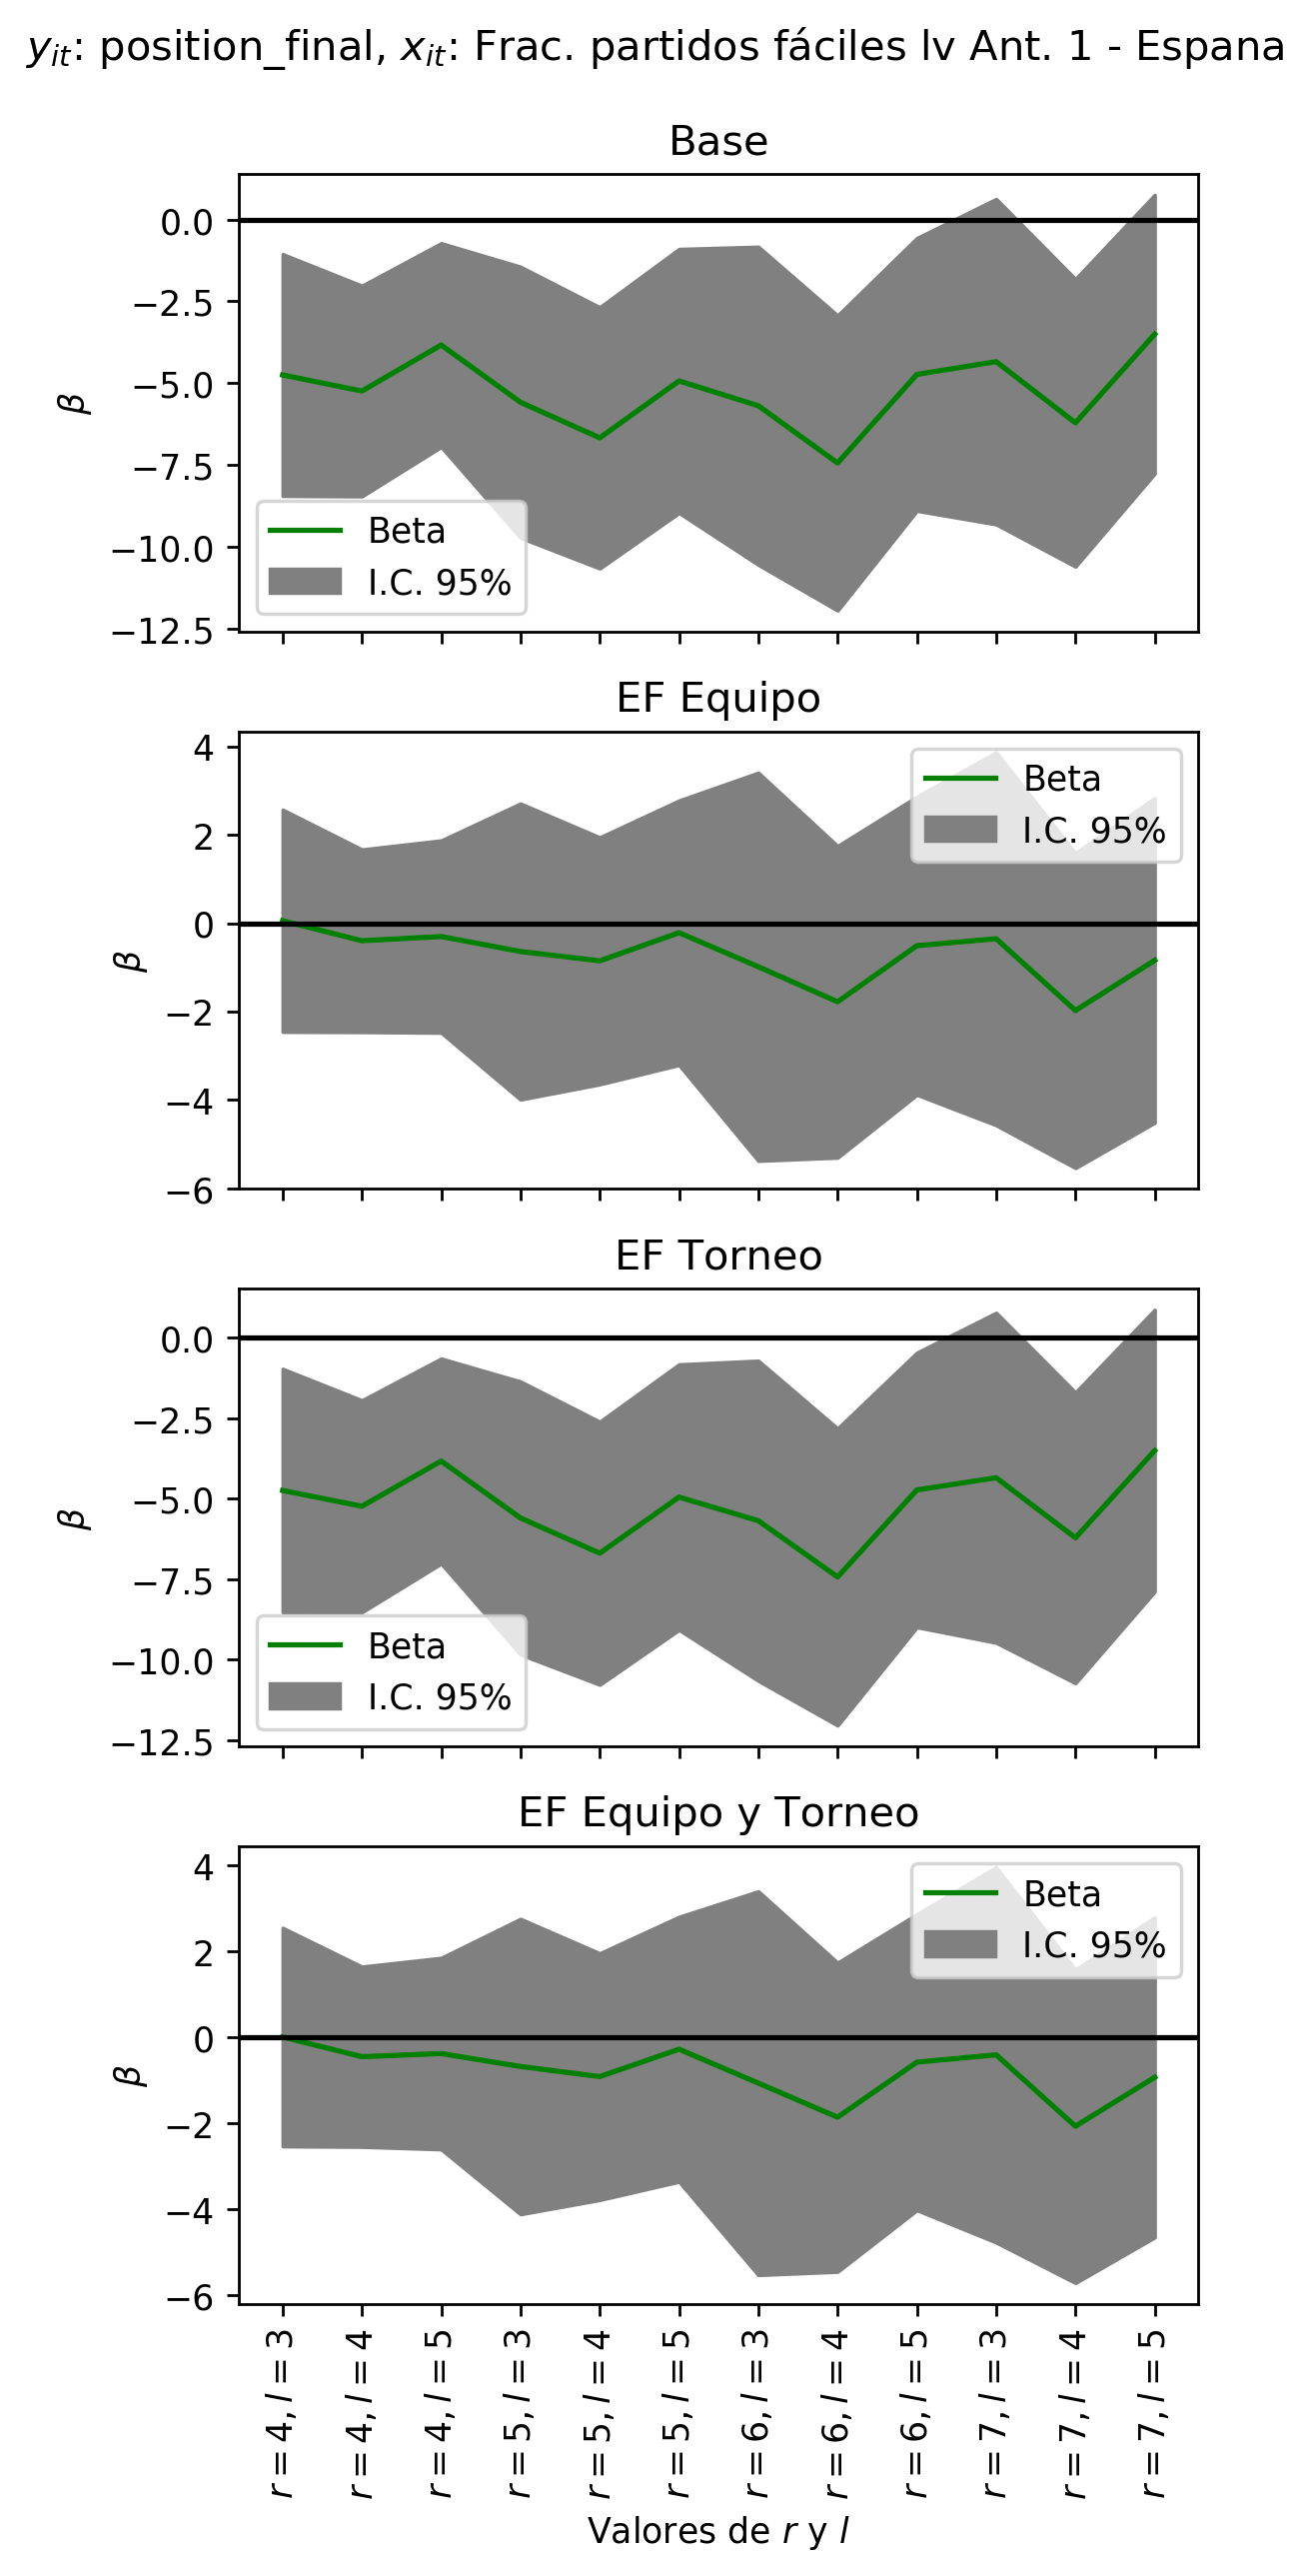 y_it: position_final, x_it: Frac. partidos fáciles lv Ant. 1 - Espana
Base
0.0
−2.5
−5.0
−7.5
−10.0
−12.5
β
Beta
I.C. 95%
EF Equipo
4
2
0
−2
−4
−6
β
Beta
I.C. 95%
EF Torneo
0.0
−2.5
−5.0
−7.5
−10.0
−12.5
β
Beta
I.C. 95%
EF Equipo y Torneo
4
2
0
−2
−4
−6
β
Beta
I.C. 95%
r = 4, l = 3
r = 4, l = 4
r = 4, l = 5
r = 5, l = 3
r = 5, l = 4
r = 5, l = 5
r = 6, l = 3
r = 6, l = 4
r = 6, l = 5
r = 7, l = 3
r = 7, l = 4
r = 7, l = 5
Valores de r y l